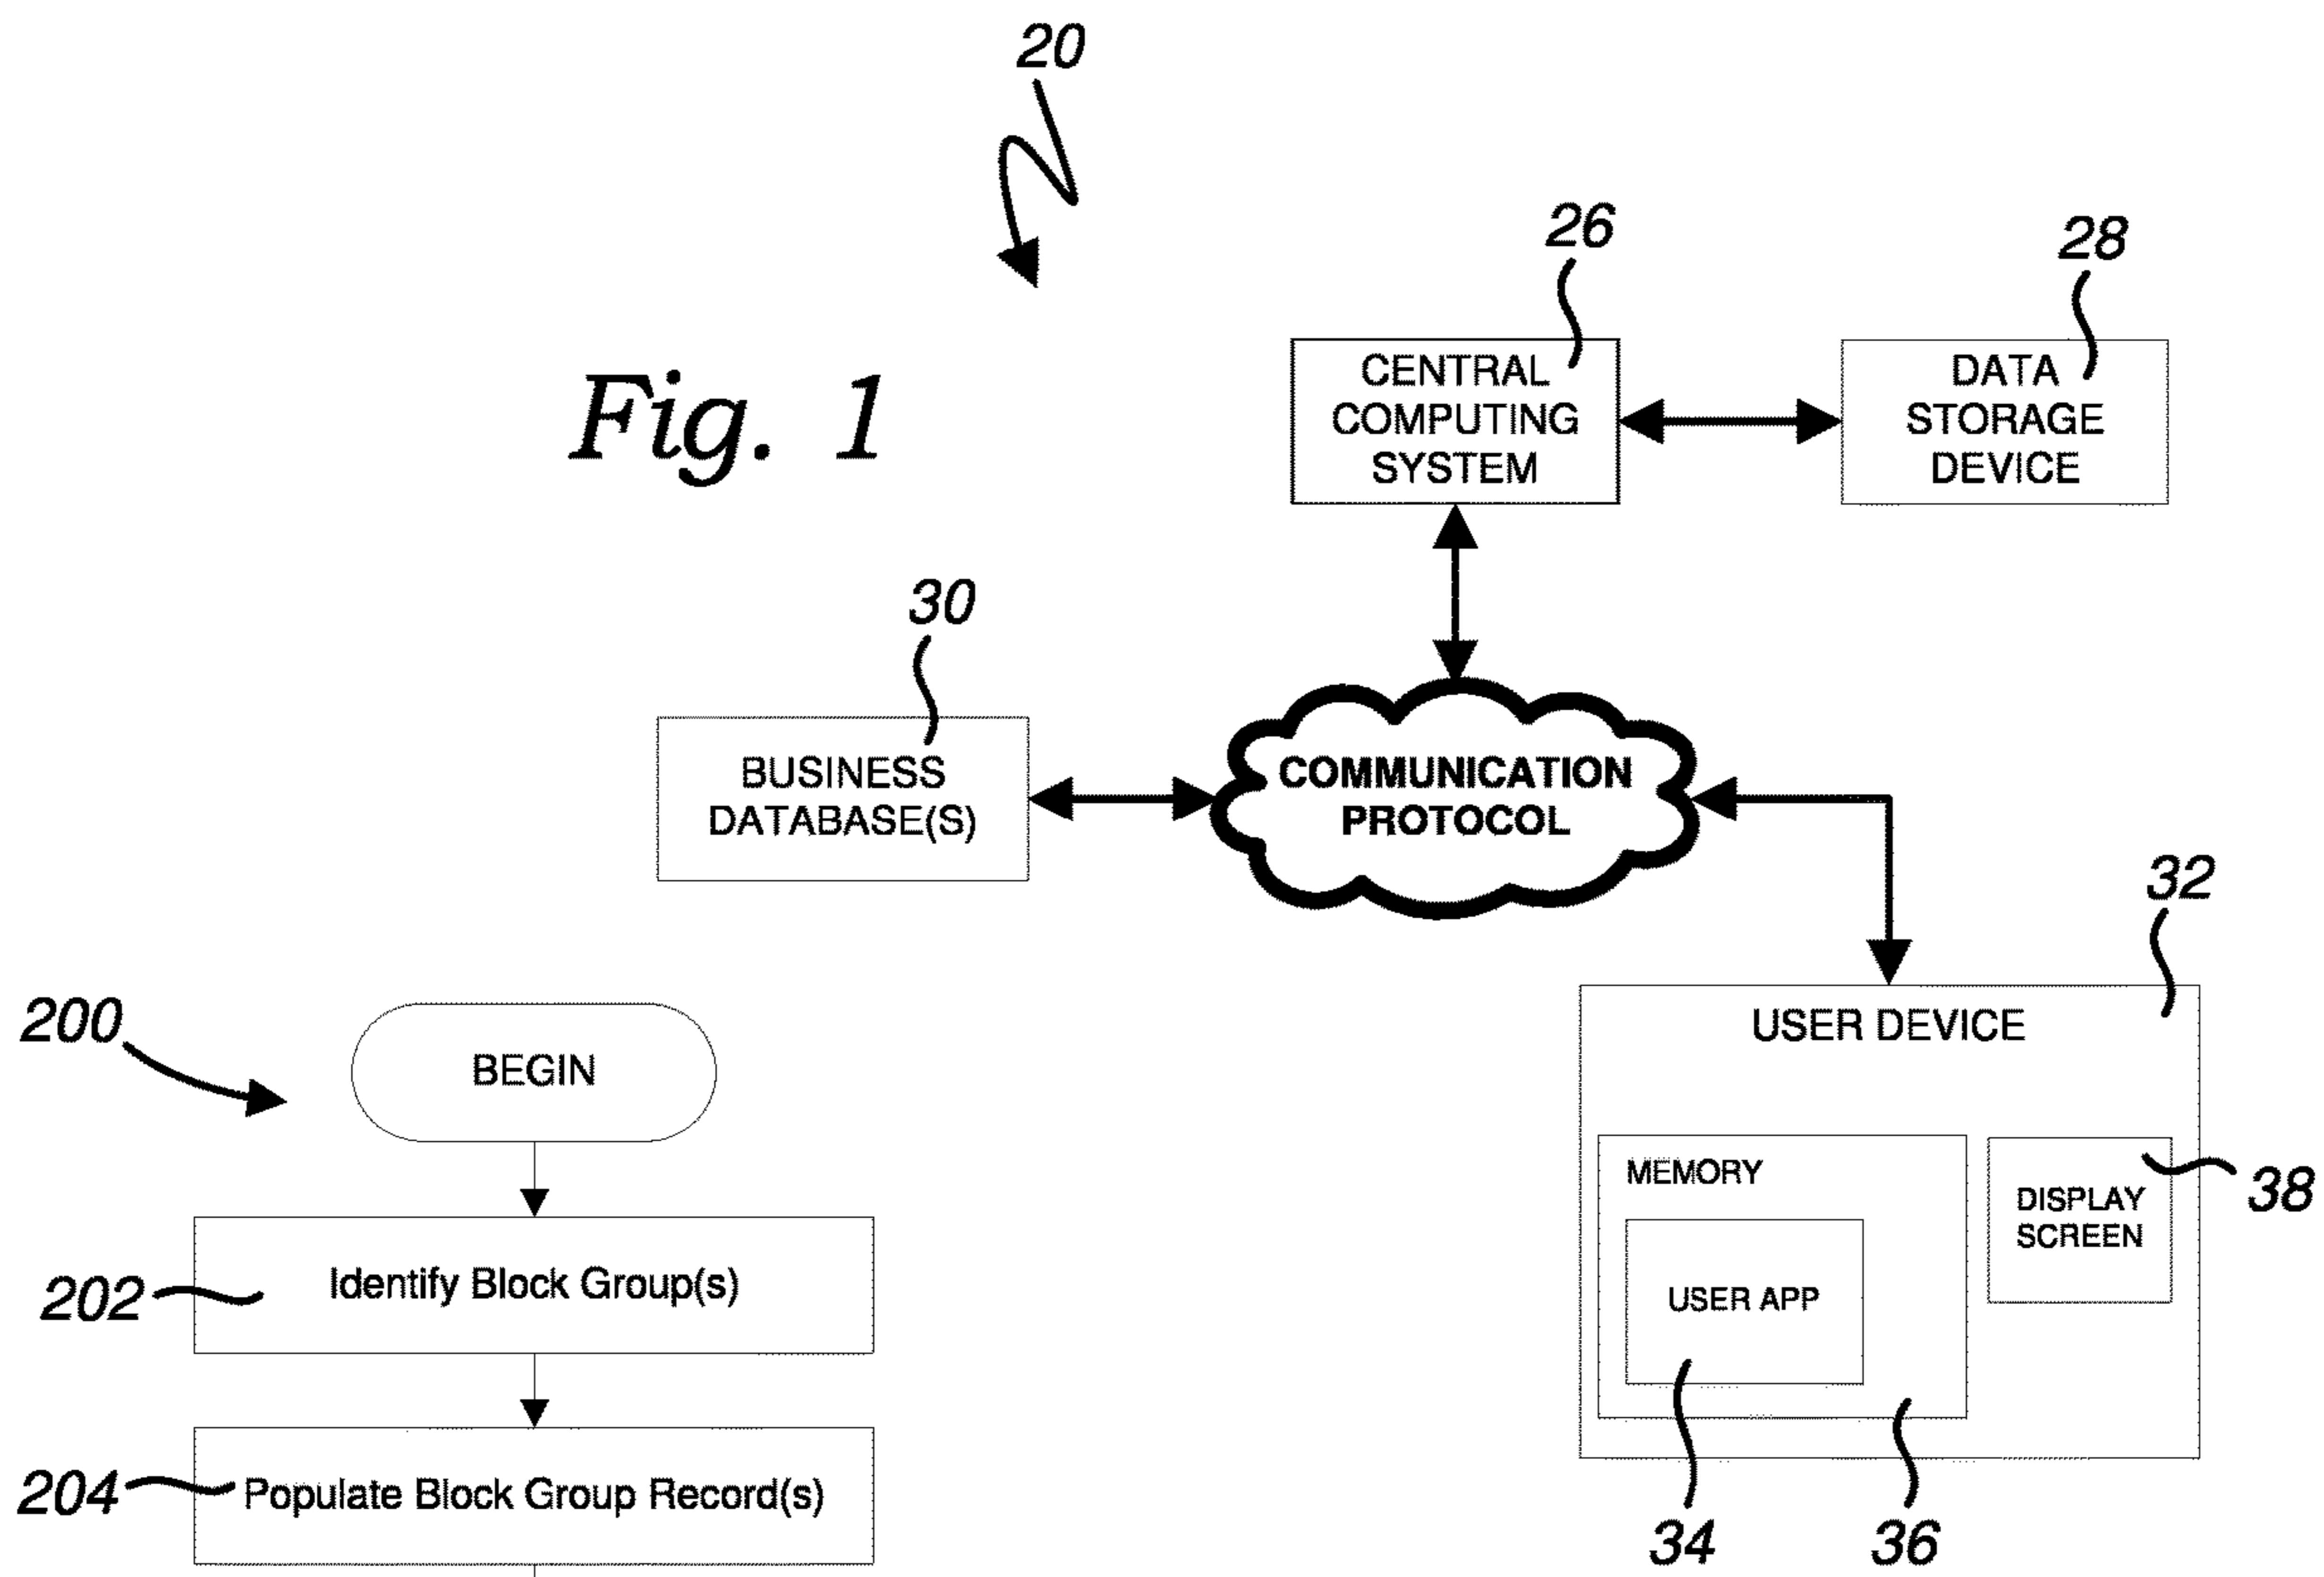 20
26
28
Fig. 1
CENTRAL
COMPUTING
SYSTEM
DATA
STORAGE
DEVICE
30
BUSINESS
DATABASE(S)
COMMUNICATION
PROTOCOL
32
USER DEVICE
MEMORY
USER APP
DISPLAY
SCREEN
38
34
36
200
BEGIN
202
Identify Block Group(s)
204
Populate Block Group Record(s)